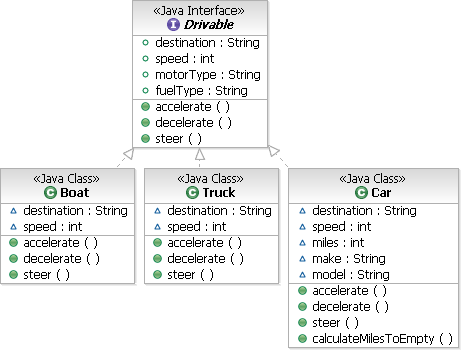 «Java Interface»
I Drivable
destination : String
speed : int
motorType : String
fuelType : String
accelerate ( )
decelerate ( )
steer ( )
«Java Class»
C Boat
destination : String
speed : int
accelerate ( )
decelerate ( )
steer ( )
«Java Class»
C Truck
destination : String
speed : int
accelerate ( )
decelerate ( )
steer ( )
«Java Class»
C Car
destination : String
speed : int
miles : int
make : String
model : String
accelerate ( )
decelerate ( )
steer ( )
calculateMilesToEmpty ( )